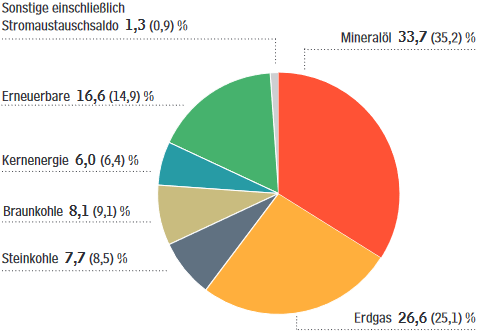 Sonstige einschließlich
Stromaustauschsaldo 1,3 (0,9) %
Mineralöl 33,7 (35,2) %
Erneuerbare 16,6 (14,9) %
Kernenergie 6,0 (6,4) %
Braunkohle 8,1 (9,1) %
Steinkohle 7,7 (8,5) %
Erdgas 26,6 (25,1) %